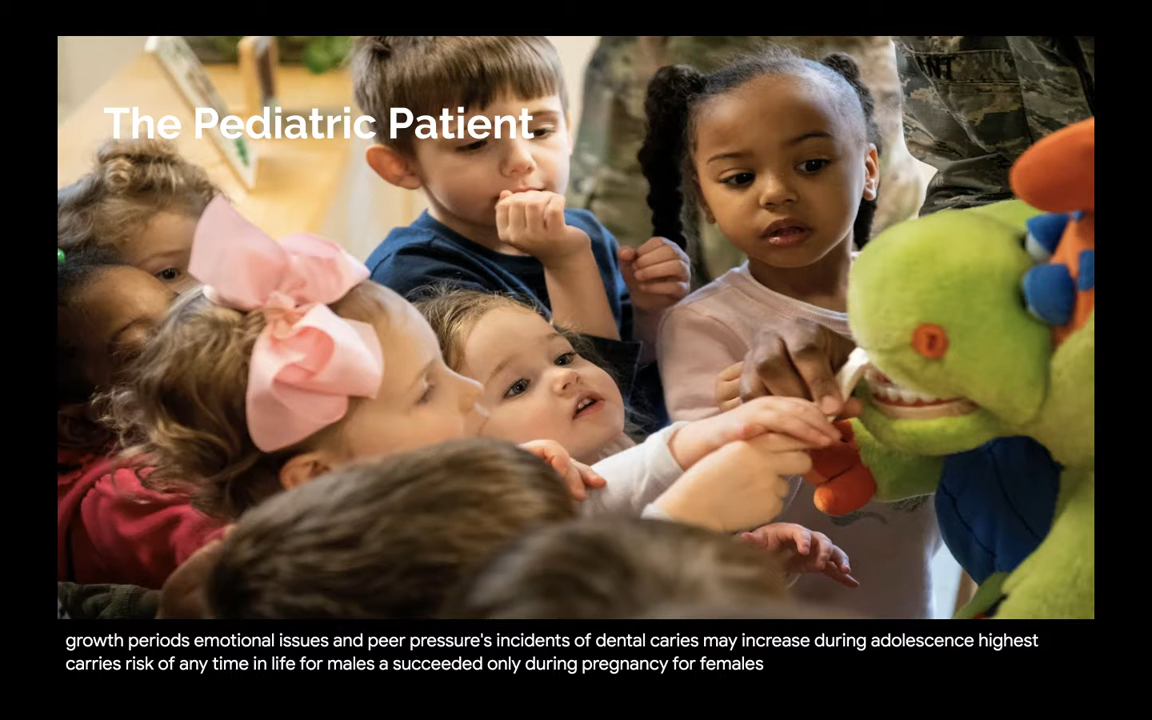 The Pediatric Patient
growth periods emotional issues and peer pressure's incidents of dental caries may increase during adolescence highest
carries risk of any time in life for males a succeeded only during pregnancy for females